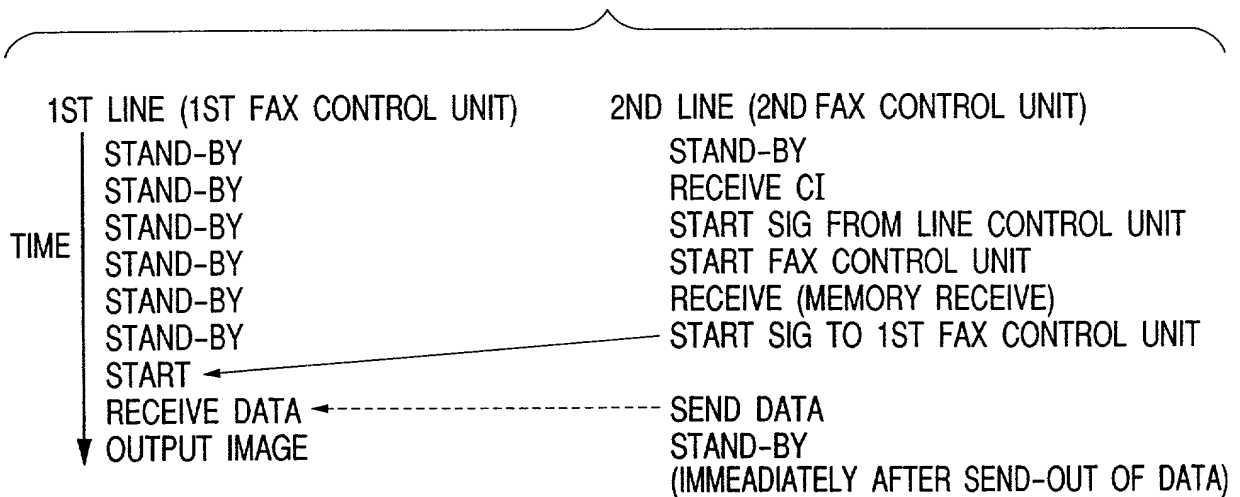 1ST LINE (1ST FAX CONTROL UNIT)
STAND-BY
STAND-BY
STAND-BY
STAND-BY
STAND-BY
STAND-BY
START
RECEIVE DATA
OUTPUT IMAGE
TIME
2ND LINE (2ND FAX CONTROL UNIT)
STAND-BY
RECEIVE CI
START SIG FROM LINE CONTROL UNIT
START FAX CONTROL UNIT
RECEIVE (MEMORY RECEIVE)
START SIG TO 1ST FAX CONTROL UNIT
SEND DATA
STAND-BY
(IMMEADIATELY AFTER SEND-OUT OF DATA)